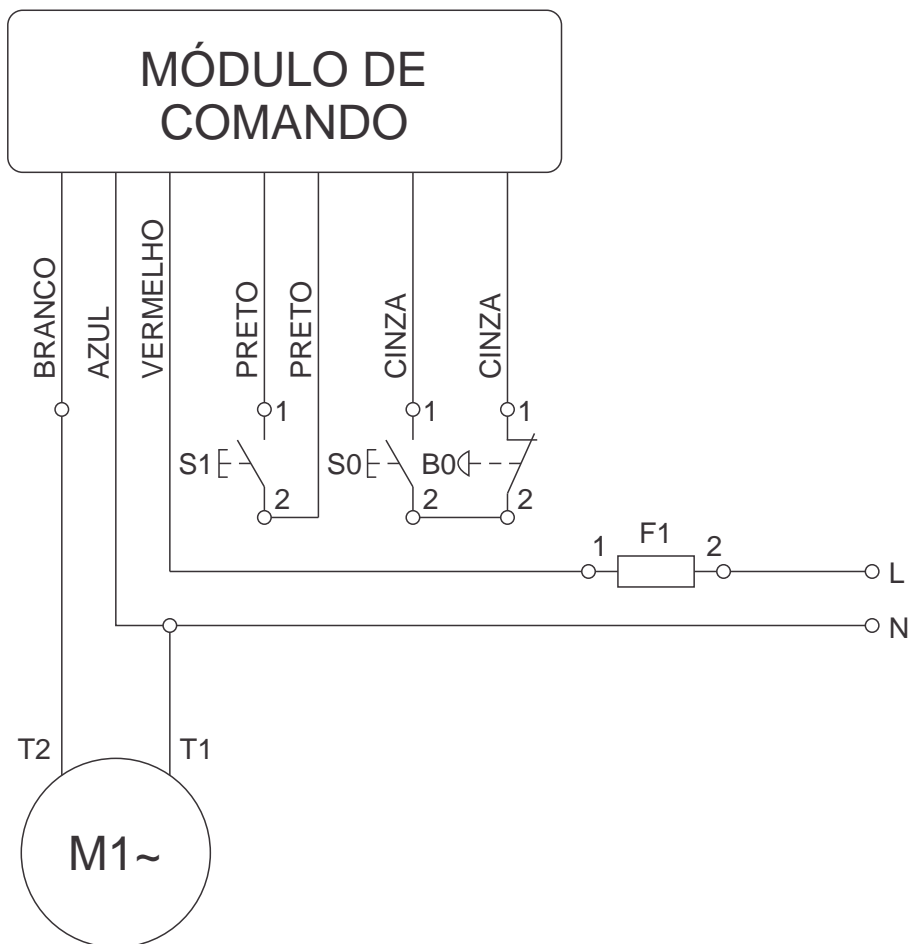 MÓDULO DE
COMANDO
BRANCO
AZUL
VERMELHO
PRETO
PRETO
CINZA
CINZA
1
1
1
S1
S0
B0
2
2
2
1
F1
2
L
N
T2
T1
M1~